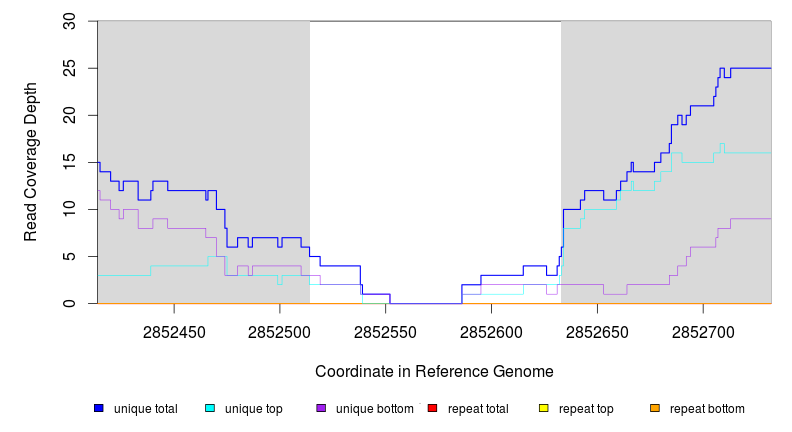 30
25
20
15
10
5
0
Read Coverage Depth
2852450 2852500 2852550 2852600 2852650 2852700
Coordinate in Reference Genome
unique total unique top unique bottom repeat total repeat top repeat bottom